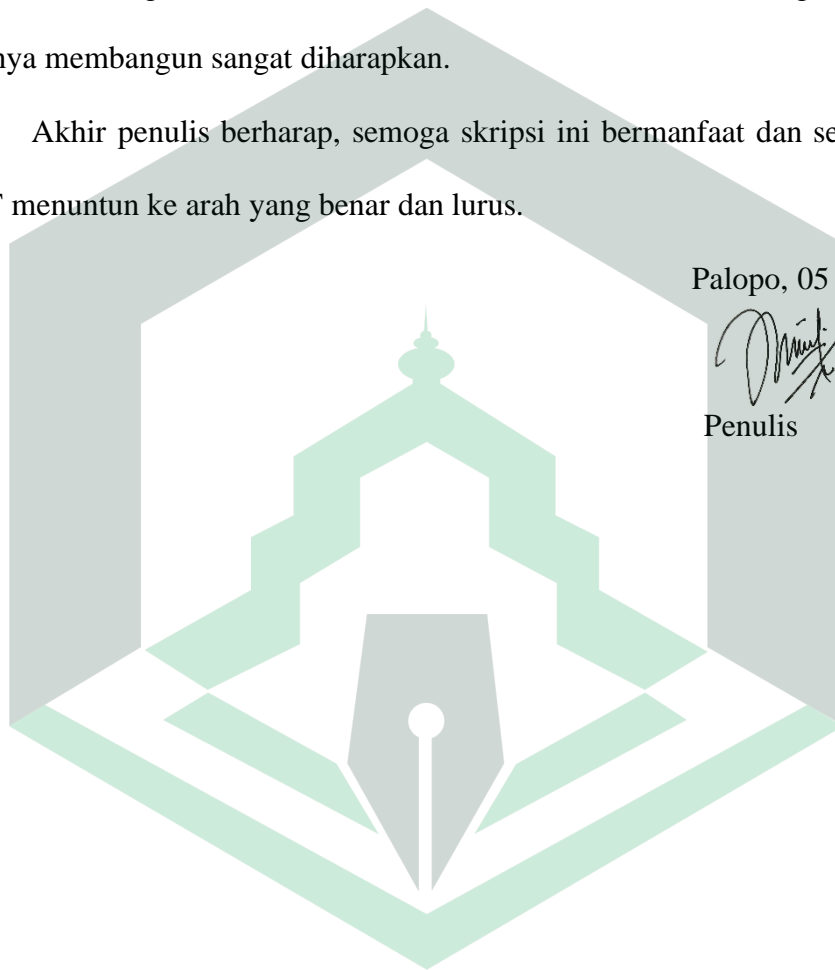 nya membangun sangat diharapkan.
Akhir penulis berharap, semoga skripsi ini bermanfaat dan se
menuntun ke arah yang benar dan lurus.
Palopo, 05
Penulis